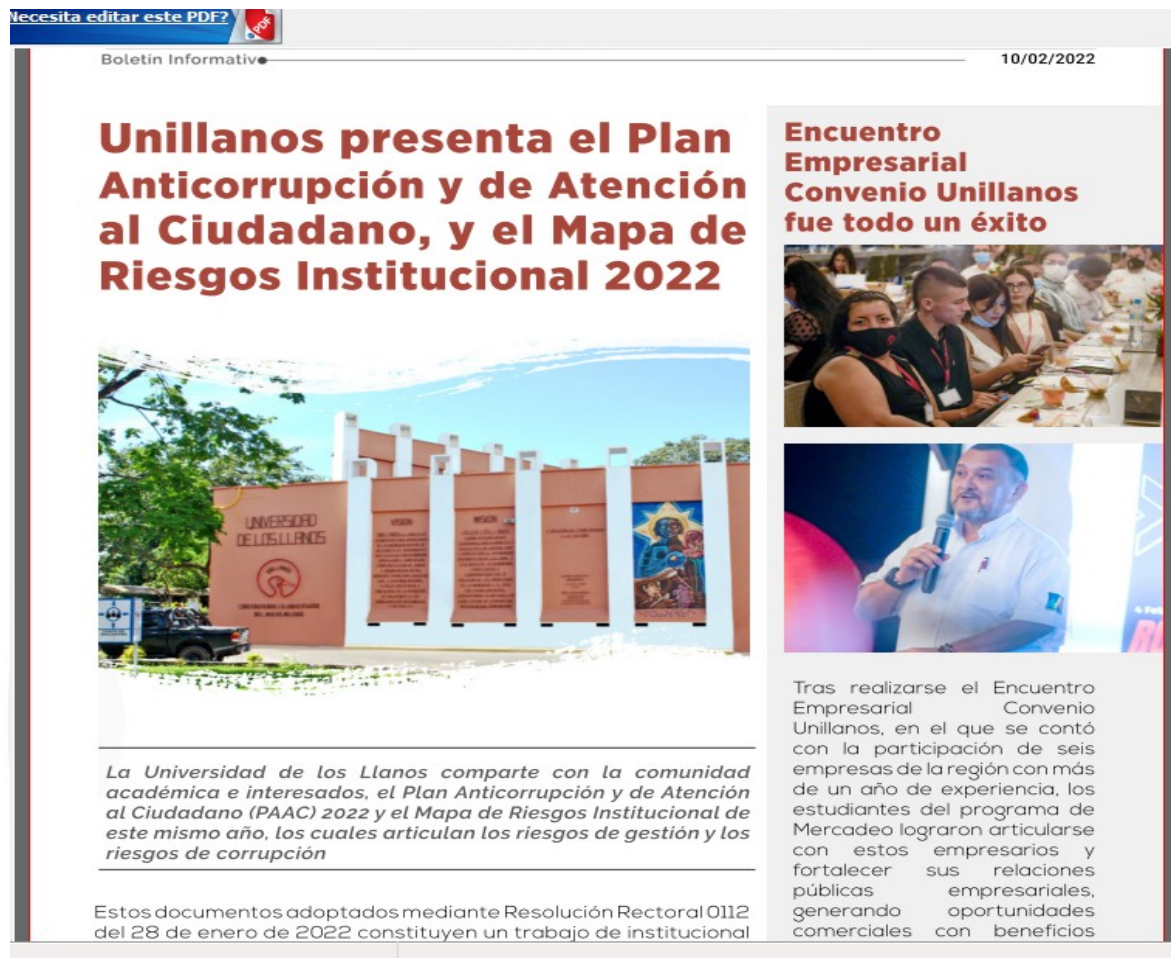 Necesita editar este PDF?
PDF
Boletín Informativo
10/02/2022
Unillanos presenta el Plan
Anticorrupción y de Atención
al Ciudadano, y el Mapa de
Riesgos Institucional 2022
UNIVERSIDAD
DE LOS LLANOS
VISIÓN
MISIÓN
La Universidad de los Llanos comparte con la comunidad
académica e interesados, el Plan Anticorrupción y de Atención
al Ciudadano (PAAC) 2022 y el Mapa de Riesgos Institucional de
este mismo año, los cuales articulan los riesgos de gestión y los
riesgos de corrupción
Estos documentos adoptados mediante Resolución Rectoral 0112
del 28 de enero de 2022 constituyen un trabajo de institucional
Encuentro
Empresarial
Convenio Unillanos
fue todo un éxito
Tras realizarse el Encuentro
Empresarial Convenio
Unillanos, en el que se contó
con la participación de seis
empresas de la región con más
de un año de experiencia, los
estudiantes del programa de
Mercadeo lograron articularse
con estos empresarios y
fortalecer sus relaciones
públicas empresariales,
generando oportunidades
comerciales con beneficios